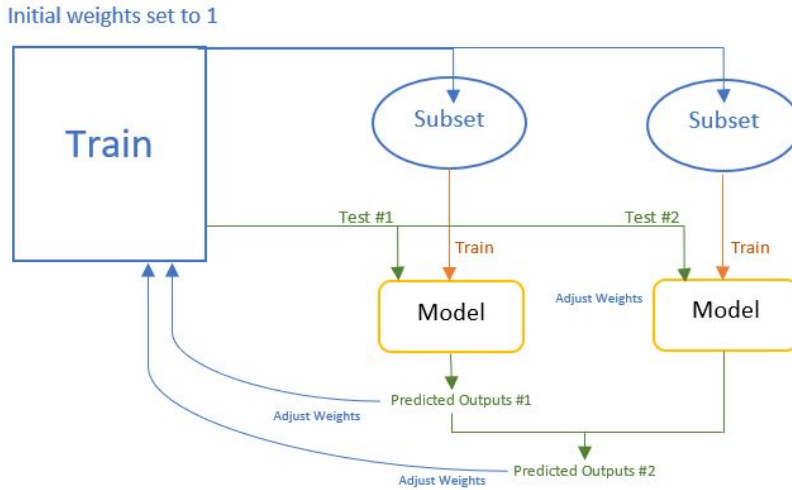 Initial weights set to 1
Train
Subset
Subset
Test #1
Test #2
Train
Train
Model
Adjust Weights
Model
Predicted Outputs #1
Adjust Weights
Predicted Outputs #2
Adjust Weights